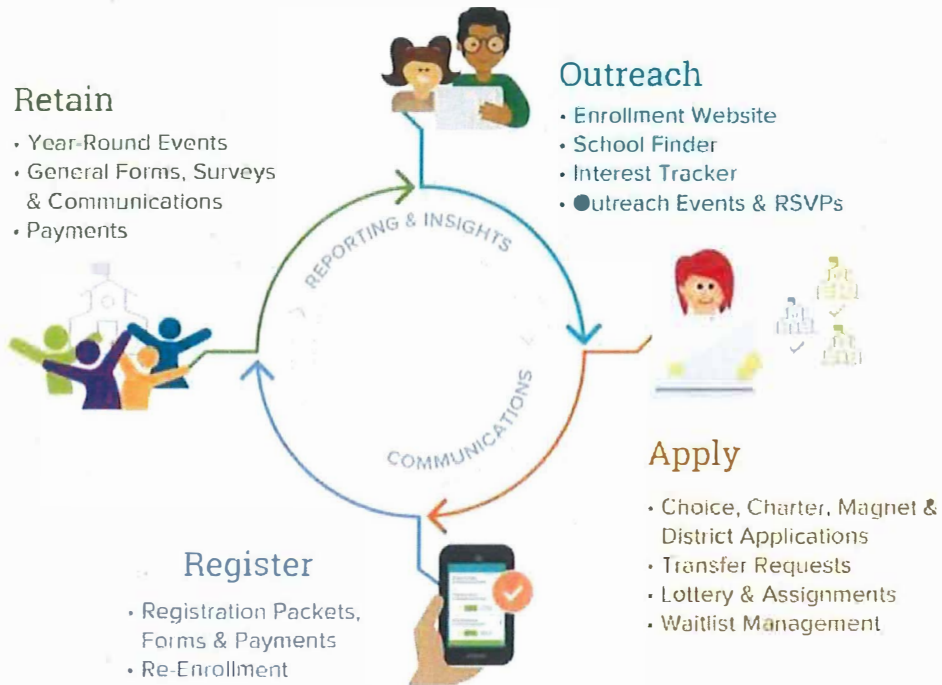 Retain
• Year-Round Events
• General Forms, Surveys
& Communications
• Payments
Outreach
• Enrollment Website
• School Finder
• Interest Tracker
• Outreach Events & RSVPs
REPORTING & INSIGHTS
COMMUNICATIONS
Apply
• Choice, Charter, Magnet &
District Applications
• Transfer Requests
• Lottery & Assignments
• Waitlist Management
Register
• Registration Packets,
Forms & Payments
• Re-Enrollment